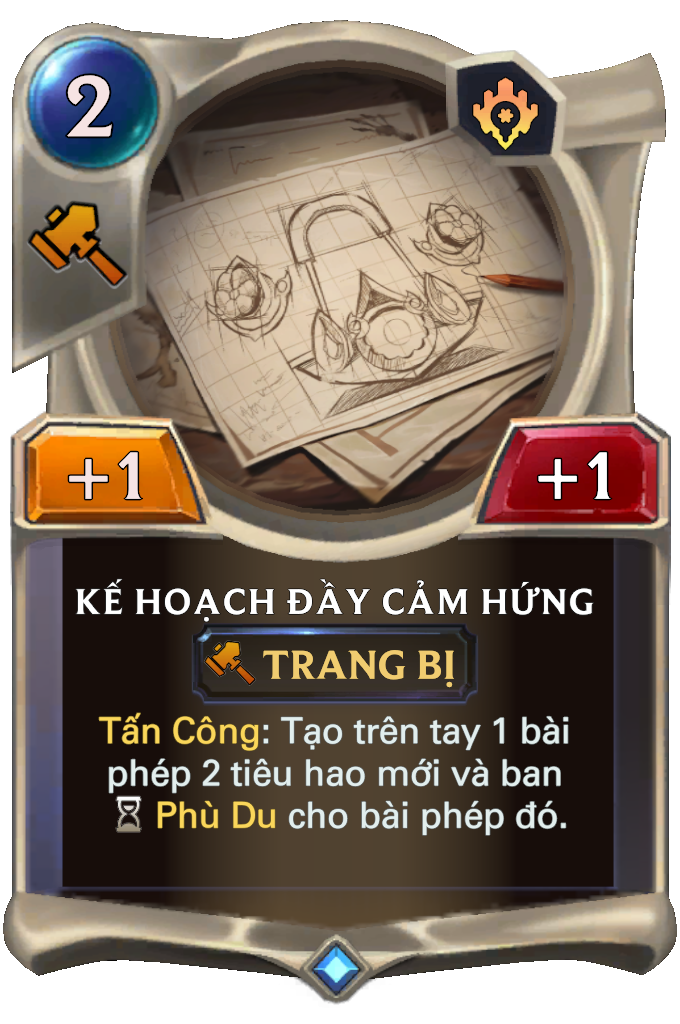 2
+1
+1
KẾ HOẠCH ĐẦY CẢM HỨNG
TRANG BỊ
Tấn Công: Tạo trên tay 1 bài
phép 2 tiêu hao mới và ban
Phù Du cho bài phép đó.